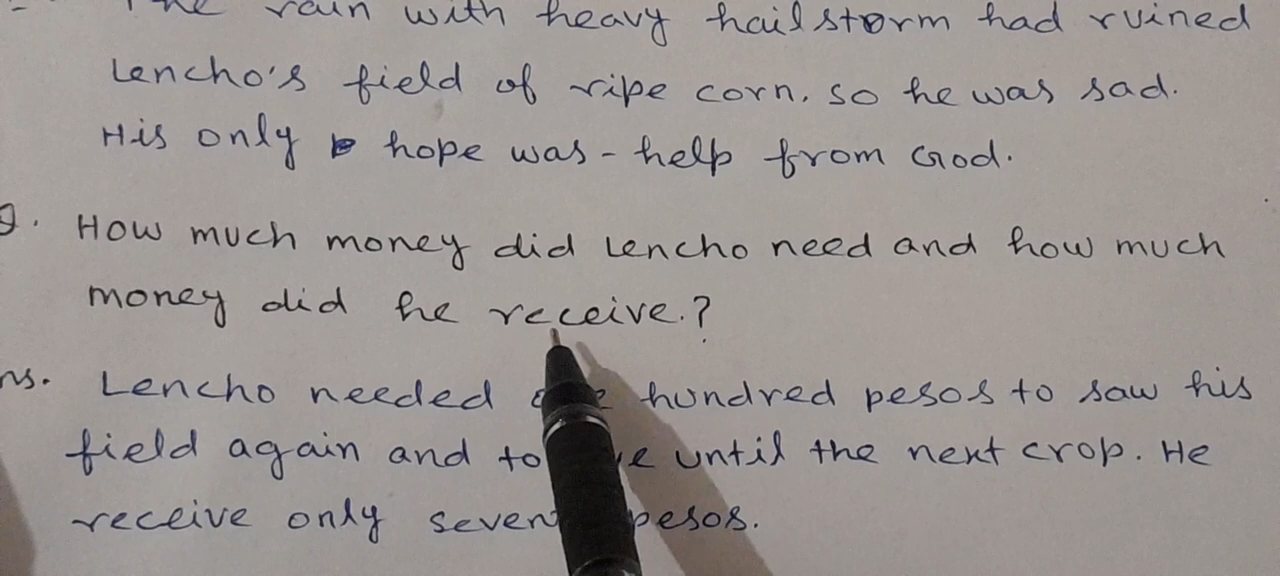 The rain with heavy hailstorm had ruined
Lencho's field of ripe corn. so he was sad.
His only hope was - help from God.
g. How much money did Lencho need and how much
money did he receive.?
ns. Lencho needed hundred pesos to saw his
field again and to until the next crop. He
receive only pesos.